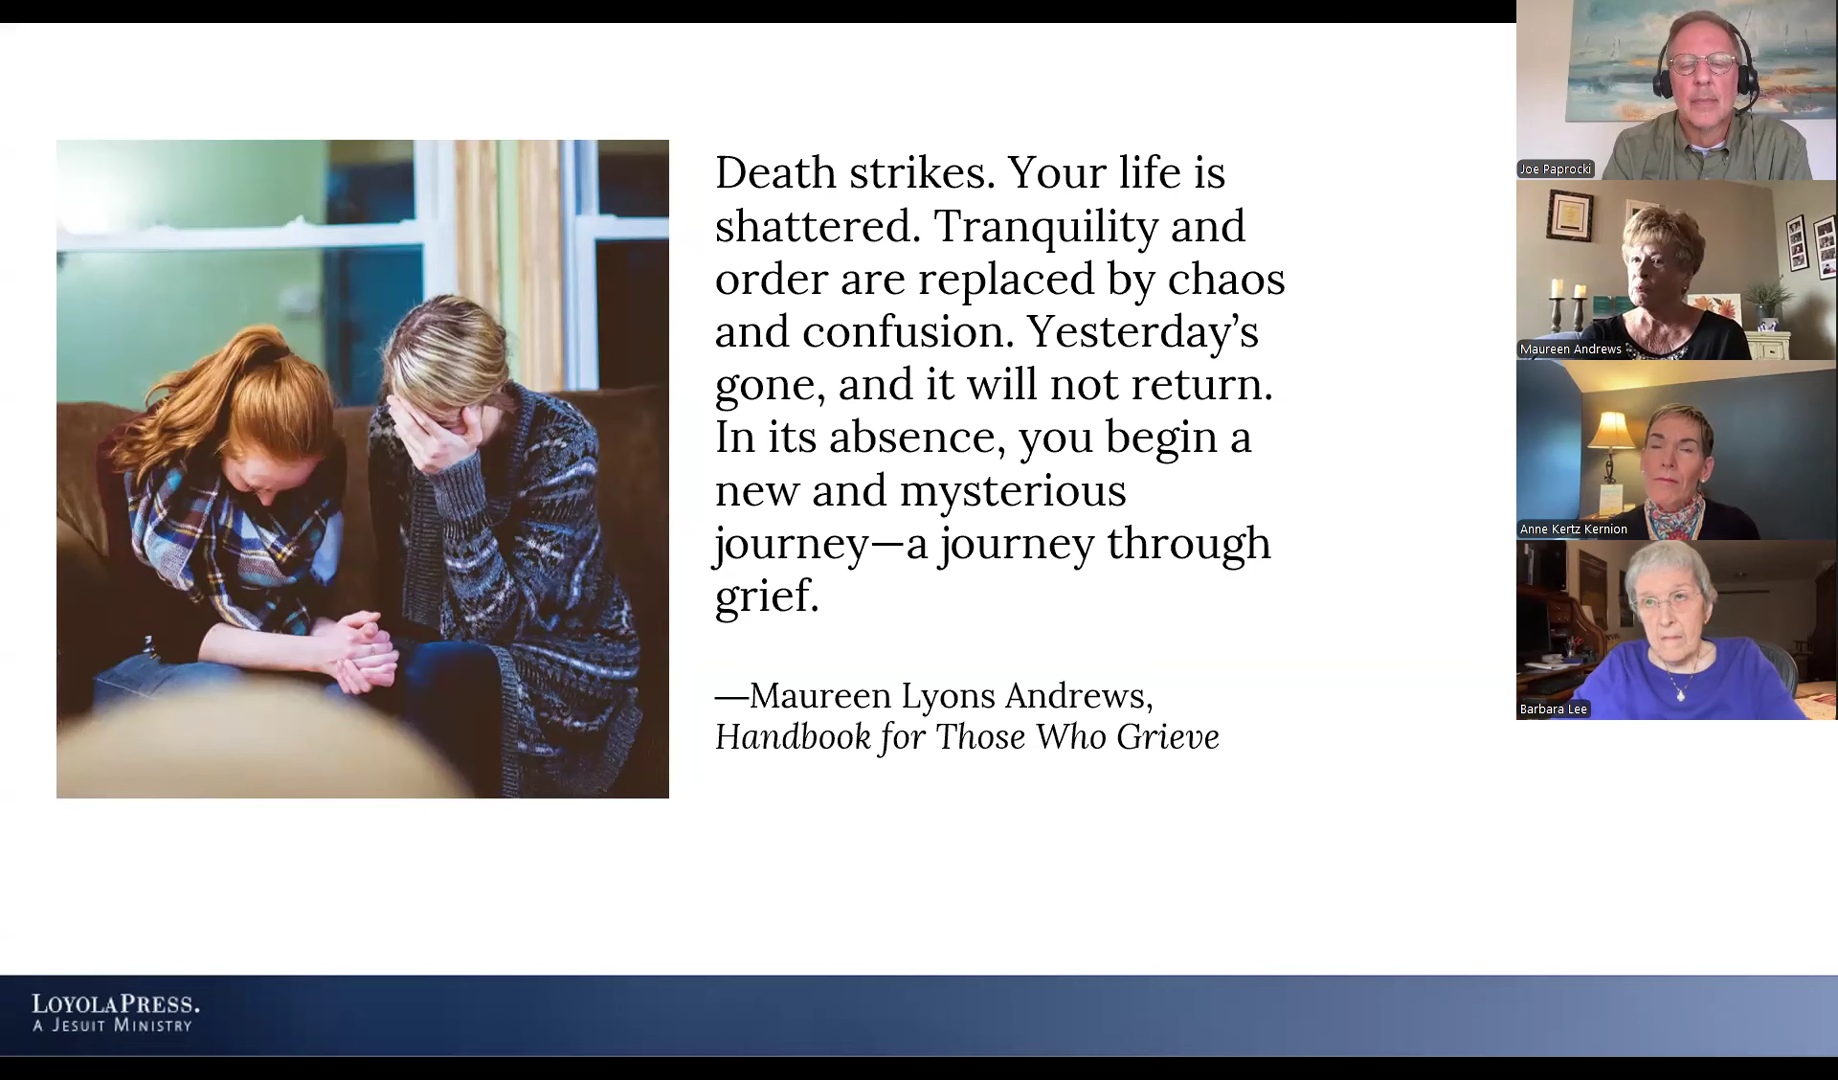 Death strikes. Your life is
shattered. Tranquility and
order are replaced by chaos
and confusion. Yesterday’s
gone, and it will not return.
In its absence, you begin a
new and mysterious
journey—a journey through
grief.
—Maureen Lyons Andrews,
Handbook for Those Who Grieve
Joe Paprocki
Maureen Andrews
Anne Kertz Kernion
Barbara Lee
LOYOLA PRESS.
A JESUIT MINISTRY